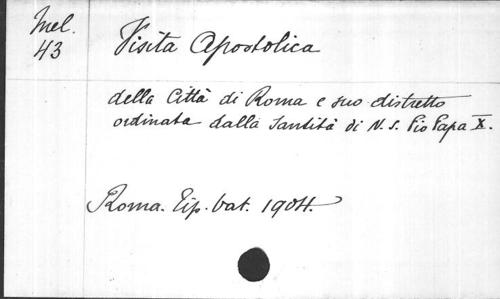 Mel.
43
Visita Apostolica
della Città di Roma e suo distretto
ordinata dalla Santità di N. S. Pio Papa X.
Roma. Tip. Vat. 1904.